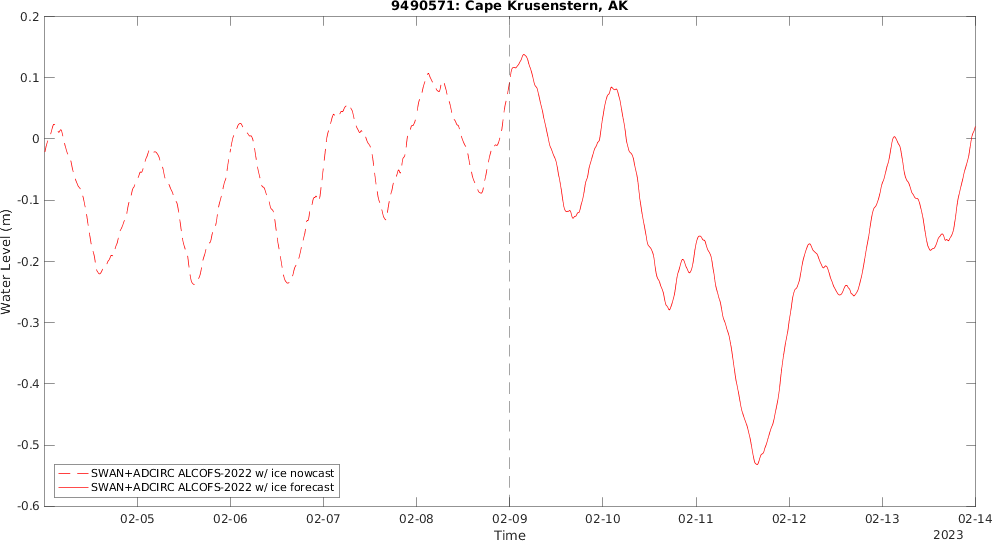 9490571: Cape Krusenstern, AK
0.2
0.1
0
-0.1
-0.2
-0.3
-0.4
-0.5
-0.6
Water Level (m)
SWAN+ADCIRC ALCOFS-2022 w/ ice nowcast
SWAN+ADCIRC ALCOFS-2022 w/ ice forecast
02-05 02-06 02-07 02-08 02-09 02-10 02-11 02-12 02-13 02-14
Time
2023